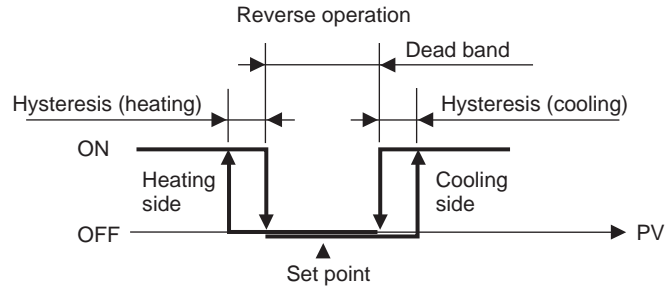 Reverse operation
Dead band
Hysteresis (heating)
Hysteresis (cooling)
ON
Heating
side
Cooling
side
OFF
PV
Set point